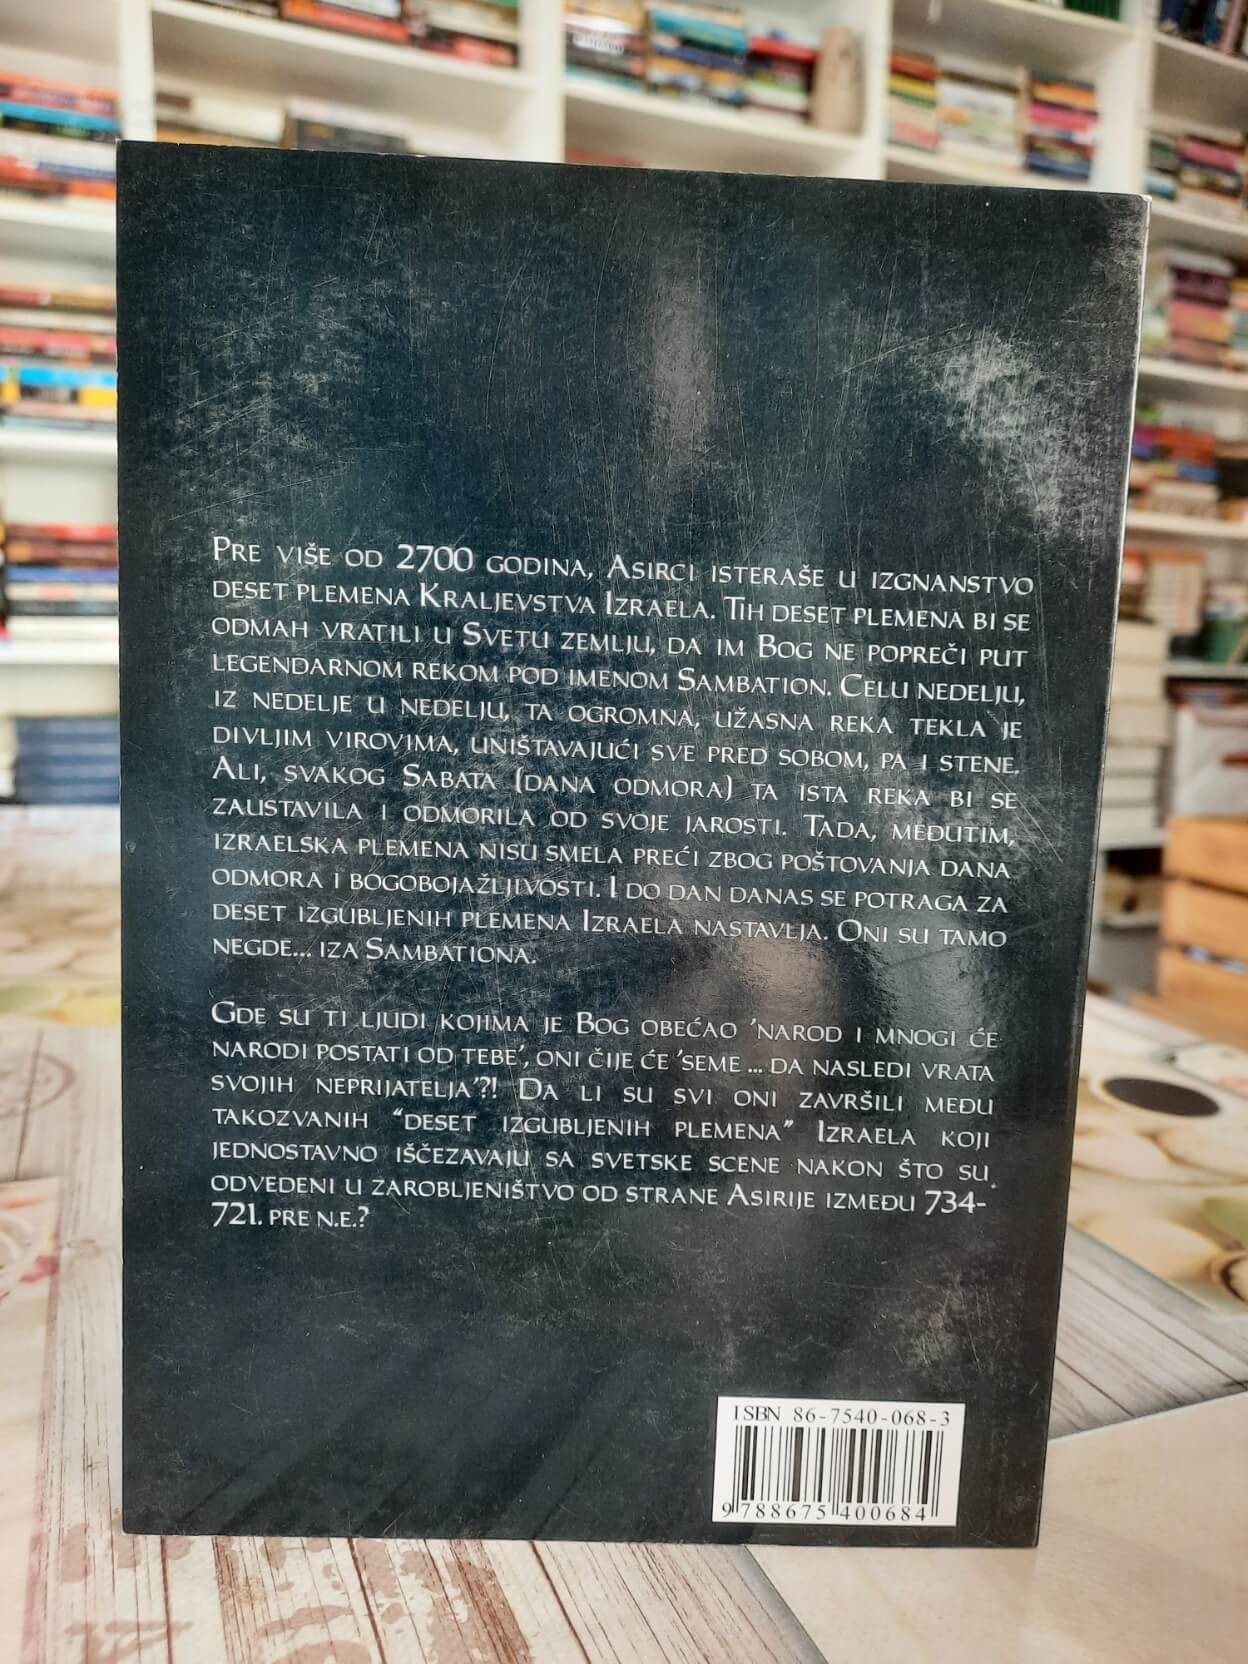 Pre više od 2700 godina, Asirci isteraše u izgnanstvo
deset plemena Kraljevstva Izraela. Tih deset plemena bi se
odmah vratili u Svetu zemlju, da im Bog ne popreči put
legendarnom rekom pod imenom Sambation. Celu nedelju,
iz nedelje u nedelju, ta ogromna, užasna reka tekla je
divljim virovima, uništavajući sve pred sobom, pa i stene.
Ali, svakog Sabata (dana odmora) ta ista reka bi se
zaustavila i odmorila od svoje jarosti. Tada, međutim,
izraelska plemena nisu smela preći zbog poštovanja dana
odmora i bogobojažljivosti. I do dan danas se potraga za
deset izgubljenih plemena Izraela nastavlja. Oni su tamo
negde... iza Sambationa.
Gde su ti ljudi kojima je Bog obećao 'narod i mnogi će
narodi postati od tebe', oni čije će 'seme ... da nasledi vrata
svojih neprijatelja'?! Da li su svi oni završili među
takozvanih “deset izgubljenih plemena” Izraela koji
jednostavno iščezavaju sa svetske scene nakon što su
odvedeni u zarobljeništvo od strane Asirije između 734-
721. pre n.e.?
ISBN 86-7540-068-3
9 788675 400684